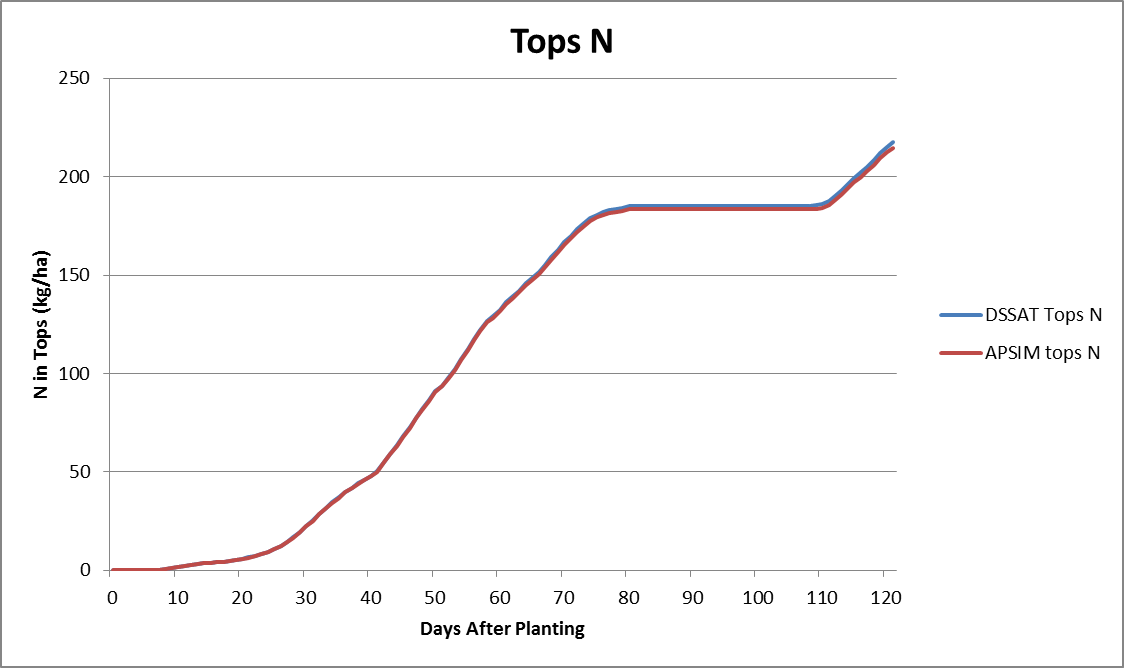 Tops N
250
200
150
100
50
0
N in Tops (kg/ha)
0 10 20 30 40 50 60 70 80 90 100 110 120
Days After Planting
DSSAT Tops N
APSIM tops N